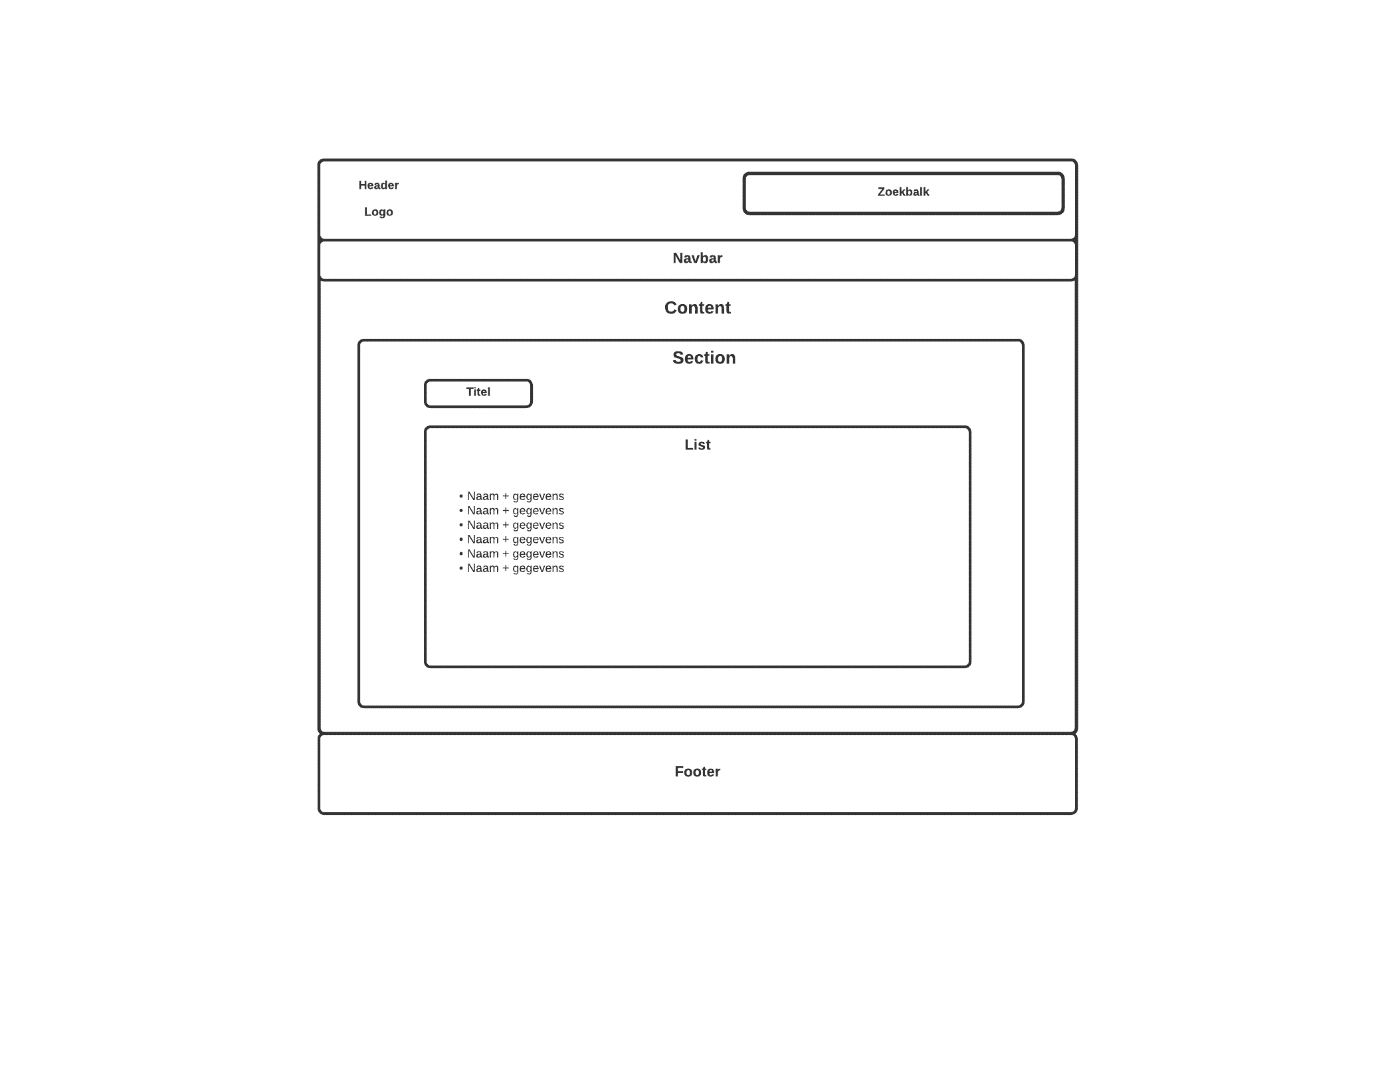 Header
Zoekbalk
Logo
Navbar
Content
Section
Titel
List
• Naam + gegevens
• Naam + gegevens
• Naam + gegevens
• Naam + gegevens
• Naam + gegevens
• Naam + gegevens
Footer